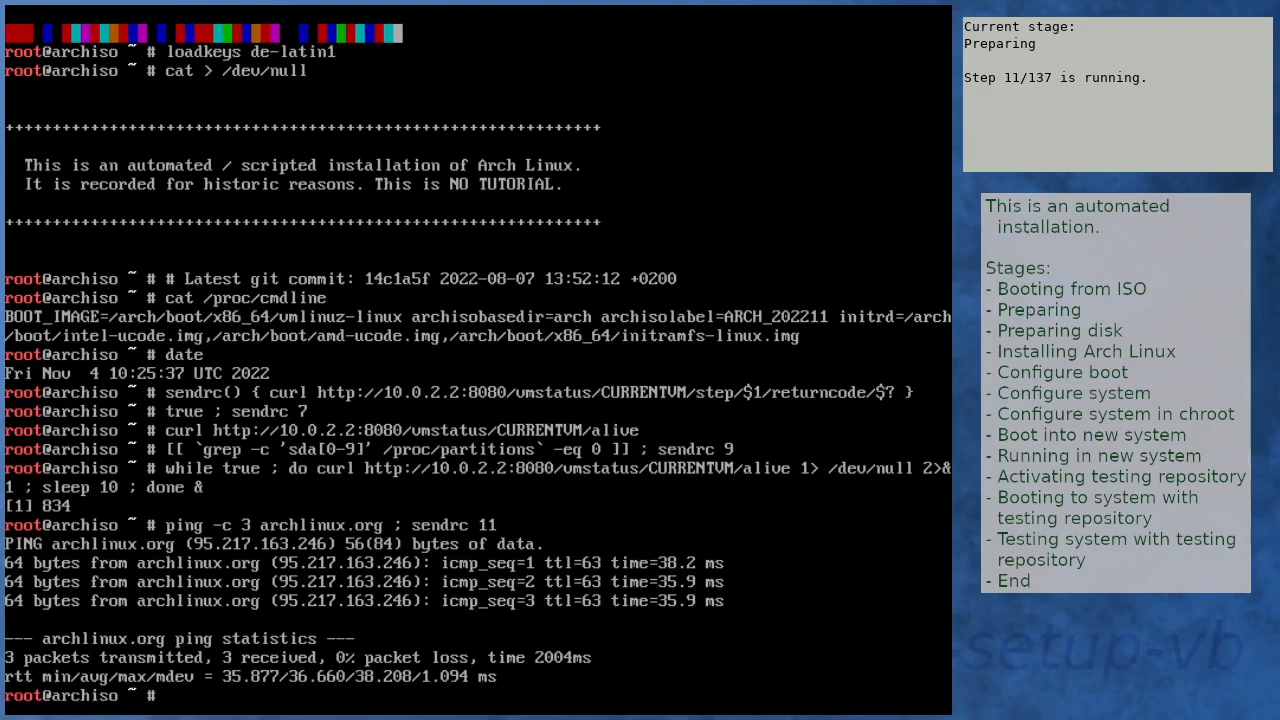 root@archiso ~ # loadkeys de-latin1
root@archiso ~ # cat > /dev/null
++++++++++++++++++++++++++++++++++++++++++++++++++++++++++++++++
This is an automated / scripted installation of Arch Linux.
It is recorded for historic reasons. This is NO TUTORIAL.
++++++++++++++++++++++++++++++++++++++++++++++++++++++++++++++++
root@archiso ~ # # Latest git commit: 14c1a5f 2022-08-07 13:52:12 +0200
root@archiso ~ # cat /proc/cmdline
BOOT_IMAGE=/arch/boot/x86_64/vmlinuz-linux archisobasedir=arch archisolabel=ARCH_202211 initrd=/arch
/boot/intel-ucode.img,/arch/boot/amd-ucode.img,/arch/boot/x86_64/initramfs-linux.img
root@archiso ~ # date
Fri Nov  4 10:25:37 UTC 2022
root@archiso ~ # sendrc() { curl http://10.0.2.2:8080/vmstatus/CURRENTVM/step/$1/returncode/$? }
root@archiso ~ # true ; sendrc 7
root@archiso ~ # curl http://10.0.2.2:8080/vmstatus/CURRENTVM/alive
root@archiso ~ # [[ `grep -c 'sda[0-9]' /proc/partitions` -eq 0 ]] ; sendrc 9
root@archiso ~ # while true ; do curl http://10.0.2.2:8080/vmstatus/CURRENTVM/alive 1> /dev/null 2>&
1 ; sleep 10 ; done &
[1] 834
root@archiso ~ # ping -c 3 archlinux.org ; sendrc 11
PING archlinux.org (95.217.163.246) 56(84) bytes of data.
64 bytes from archlinux.org (95.217.163.246): icmp_seq=1 ttl=63 time=38.2 ms
64 bytes from archlinux.org (95.217.163.246): icmp_seq=2 ttl=63 time=35.9 ms
64 bytes from archlinux.org (95.217.163.246): icmp_seq=3 ttl=63 time=35.9 ms
--- archlinux.org ping statistics ---
3 packets transmitted, 3 received, 0% packet loss, time 2004ms
rtt min/avg/max/mdev = 35.877/36.660/38.208/1.094 ms
root@archiso ~ #
Current stage:
Preparing
Step 11/137 is running.
This is an automated
installation.
Stages:
- Booting from ISO
- Preparing
- Preparing disk
- Installing Arch Linux
- Configure boot
- Configure system
- Configure system in chroot
- Boot into new system
- Running in new system
- Activating testing repository
- Booting to system with
testing repository
- Testing system with testing
repository
- End
-setup-vb